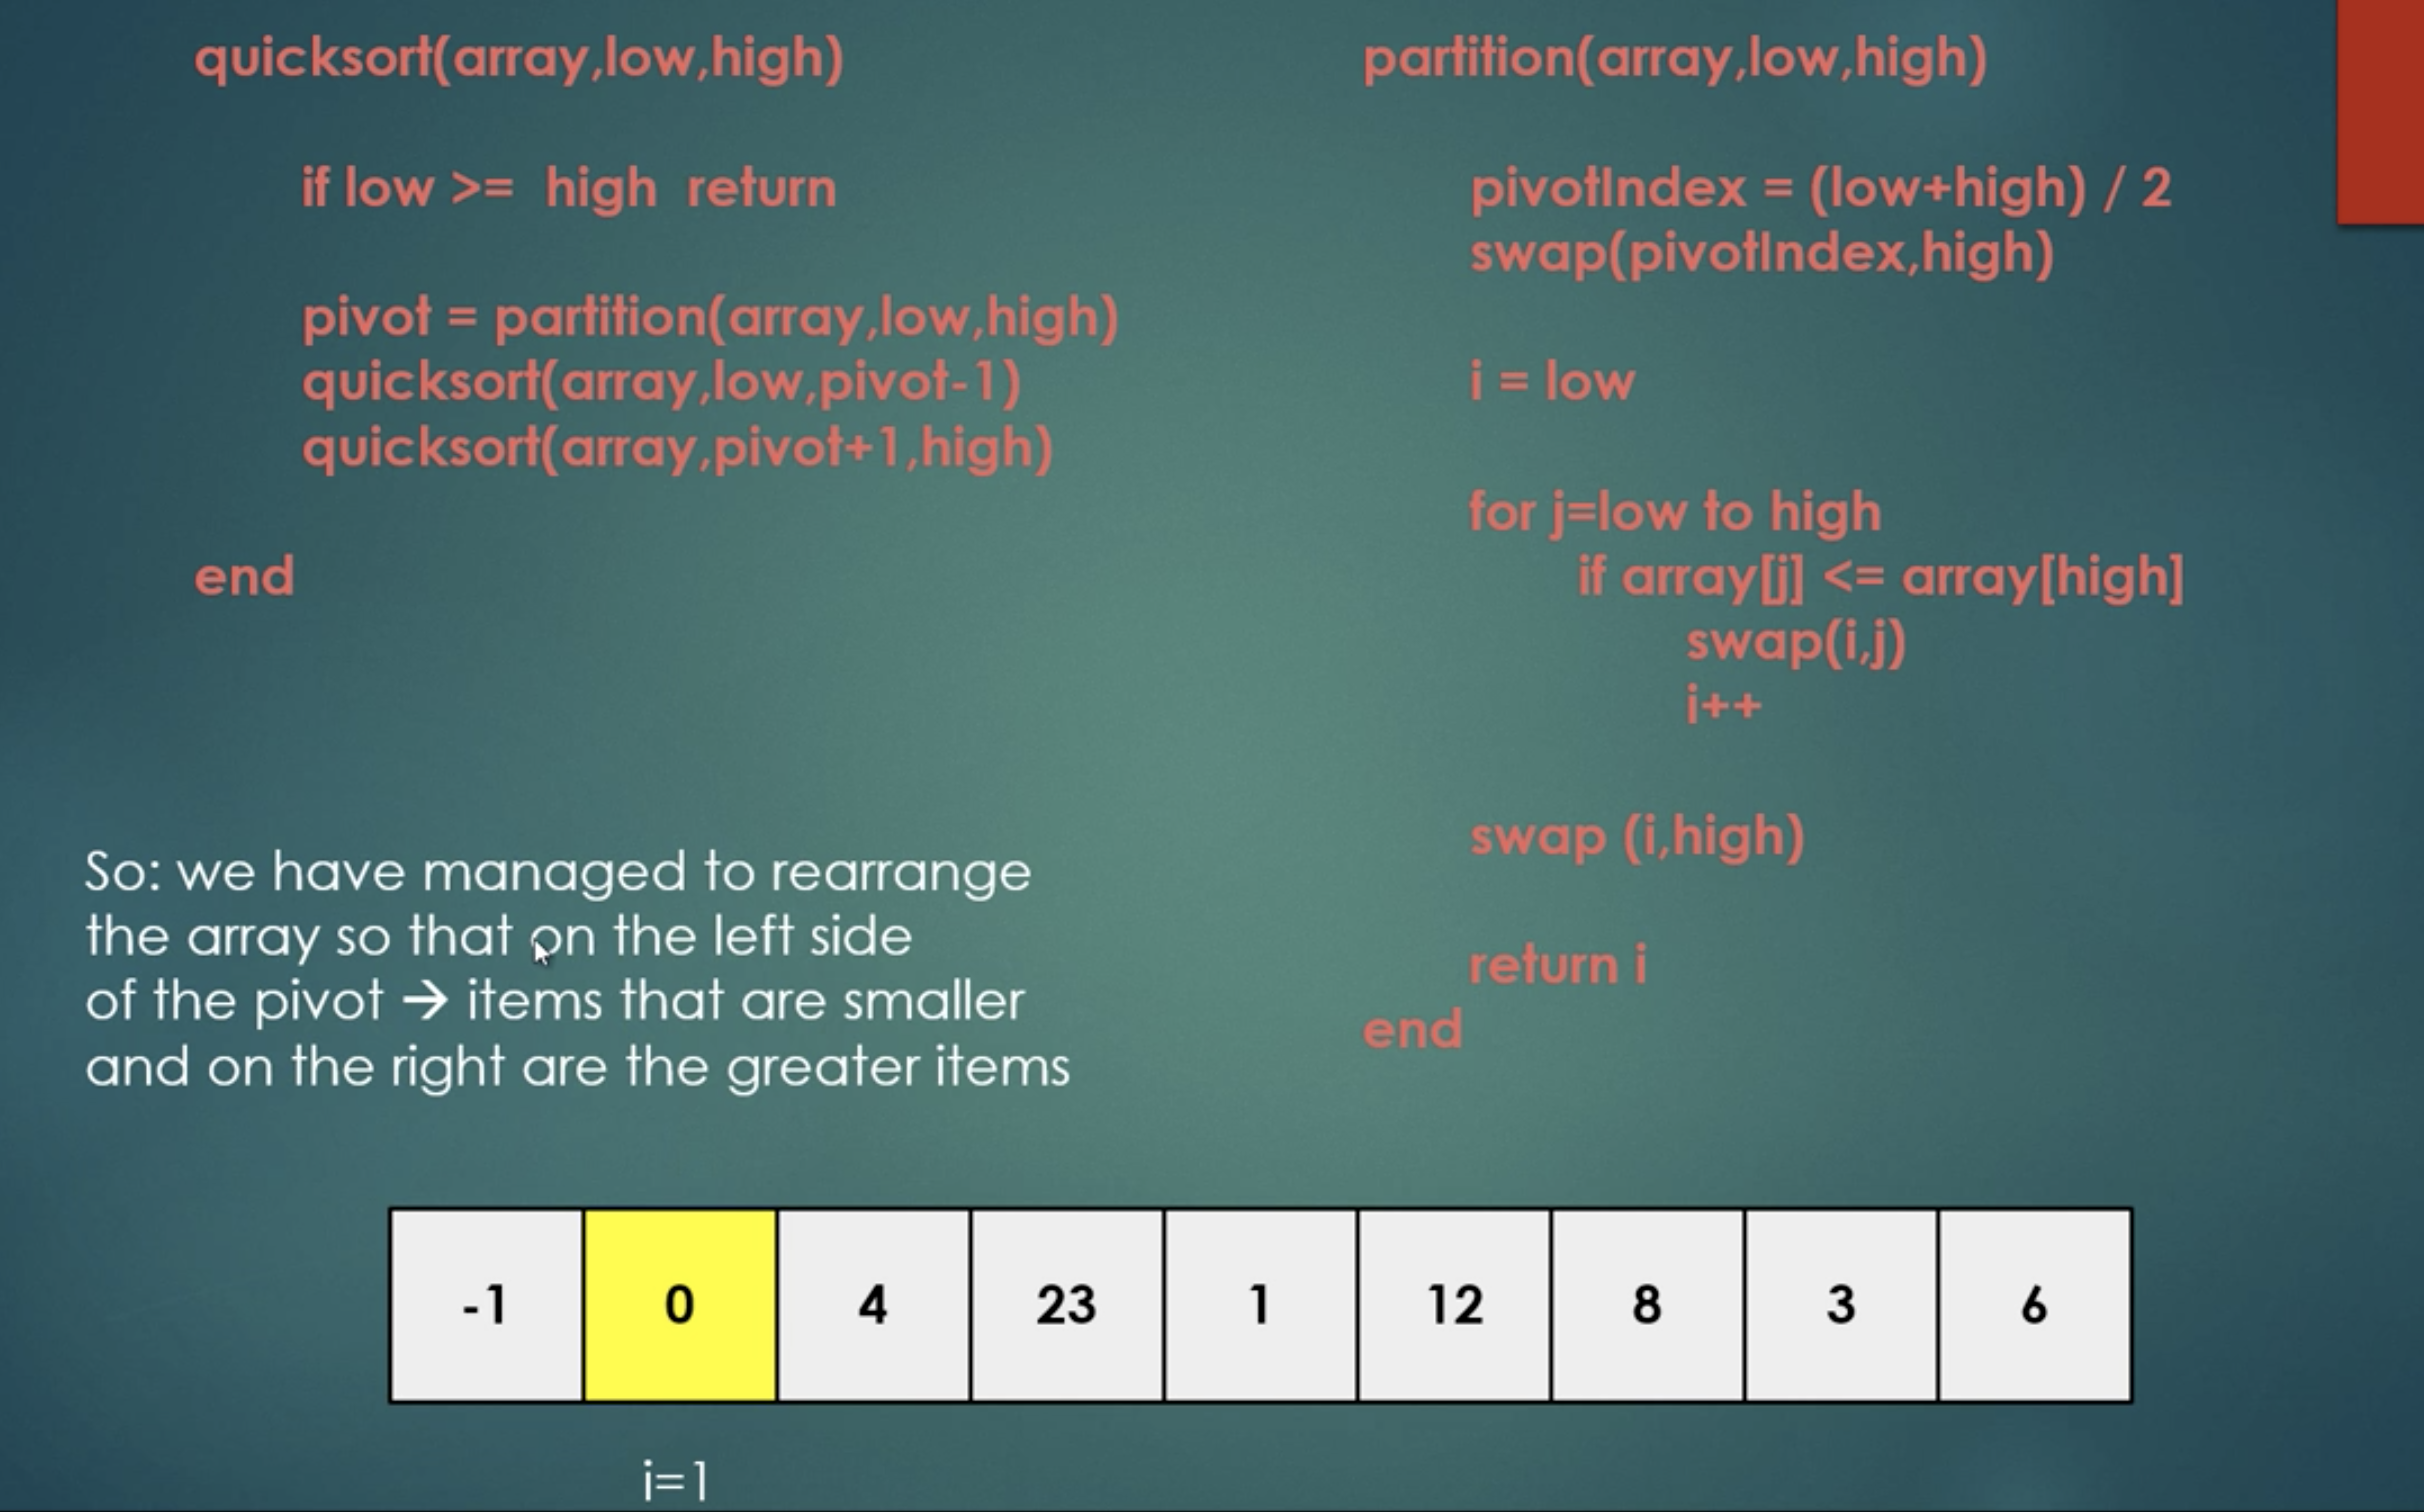 quicksort(array,low,high)
if low >= high return
pivot = partition(array,low,high)
quicksort(array,low,pivot-1)
quicksort(array,pivot+1,high)
end
partition(array,low,high)
pivotIndex = (low+high) / 2
swap(pivotIndex,high)
i = low
for j=low to high
if array[j] <= array[high]
swap(i,j)
i++
swap (i,high)
return i
end
So: we have managed to rearrange
the array so that on the left side
of the pivot → items that are smaller
and on the right are the greater items
-1 0 4 23 1 12 8 3 6
i=1